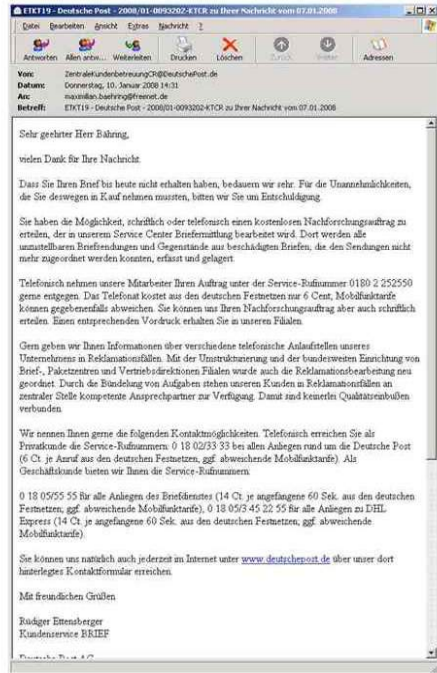 ETKT19 - Deutsche Post - 2008/01-0093202-KTCR zu Ihrer Nachricht vom 07.01.2008
Datei Bearbeiten Ansicht Extras Nachricht ?
Antworten Allen antw... Weiterleiten Drucken Löschen Zurück Weiter Adressen
Von: ZentraleKundenbetreuungCR@DeutschePost.de
Datum: Donnerstag, 10. Januar 2008 14:31
An: maximilian.baehring@freenet.de
Betreff: ETKT19 - Deutsche Post - 2008/01-0093202-KTCR zu Ihrer Nachricht vom 07.01.2008
Sehr geehrter Herr Bähring,
vielen Dank für Ihre Nachricht.
Dass Sie Ihren Brief bis heute nicht erhalten haben, bedauern wir sehr. Für die Unannehmlichkeiten,
die Sie deswegen in Kauf nehmen mussten, bitten wir Sie um Entschuldigung.
Sie haben die Möglichkeit, schriftlich oder telefonisch einen kostenlosen Nachforschungsauftrag zu
erteilen, der in unserem Service Center Briefermittlung bearbeitet wird. Dort werden alle
unzustellbaren Briefsendungen und Gegenstände aus beschädigten Briefen, die den Sendungen nicht
mehr zugeordnet werden konnten, erfasst und gelagert.
Telefonisch nehmen unsere Mitarbeiter Ihren Auftrag unter der Service-Rufnummer 0180 2 252550
gerne entgegen. Das Telefonat kostet aus den deutschen Festnetzen nur 6 Cent, Mobilfunktarife
können gegebenenfalls abweichen. Sie können uns Ihren Nachforschungsauftrag aber auch schriftlich
erteilen. Einen entsprechenden Vordruck erhalten Sie in unseren Filialen.
Gern geben wir Ihnen Informationen über verschiedene telefonische Anlaufstellen unseres
Unternehmens in Reklamationsfällen. Mit der Umstrukturierung und der bundesweiten Einrichtung von
Brief-, Paketzentren und Vertriebsdirektionen Filialen wurde auch die Reklamationsbearbeitung neu
geordnet. Durch die Bündelung von Aufgaben stehen unseren Kunden in Reklamationsfällen an
zentraler Stelle kompetente Ansprechpartner zur Verfügung. Damit sind keinerlei Qualitätseinbußen
verbunden.
Wir nennen Ihnen gerne die folgenden Kontaktmöglichkeiten. Telefonisch erreichen Sie als
Privatkunde die Service-Rufnummern: 0 18 02/33 33 bei allen Anliegen rund um die Deutsche Post
(6 Ct. je Anruf aus den deutschen Festnetzen; ggf. abweichende Mobilfunktarife). Als
Geschäftskunde bieten wir Ihnen die Service-Rufnummern:
0 18 05/55 55 für alle Anliegen des Briefdienstes (14 Ct. je angefangene 60 Sek. aus den deutschen
Festnetzen; ggf. abweichende Mobilfunktarife), 0 18 05/3 45 22 55 für alle Anliegen zu DHL
Express (14 Ct. je angefangene 60 Sek. aus den deutschen Festnetzen; ggf. abweichende
Mobilfunktarife).
Sie können uns natürlich auch jederzeit im Internet unter www.deutschepost.de über unser dort
hinterlegtes Kontaktformular erreichen.
Mit freundlichen Grüßen
Rüdiger Ettensberger
Kundenservice BRIEF
Deutsche Post AG